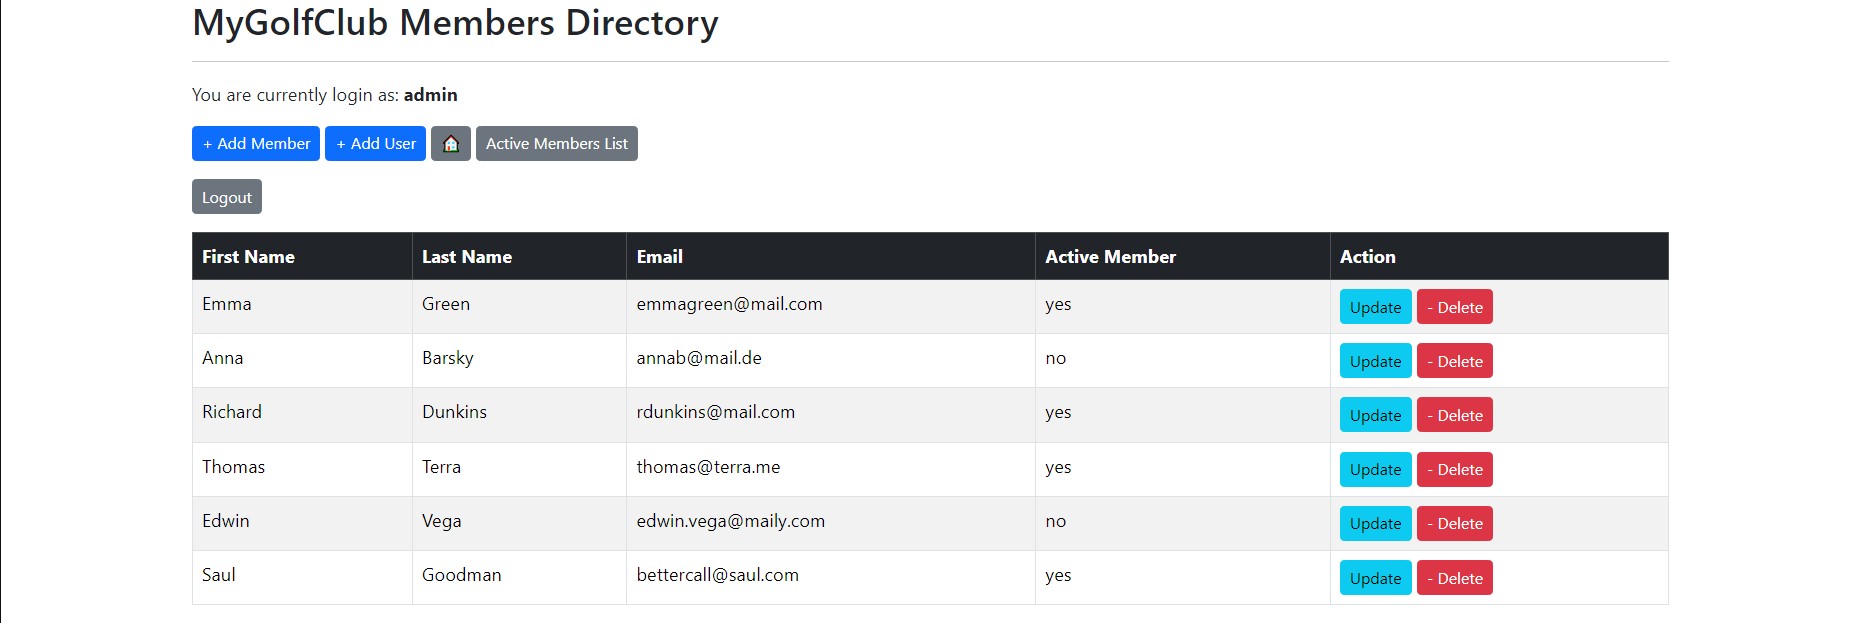 MyGolfClub Members Directory
You are currently login as: admin
+ Add Member + Add User Active Members List
Logout
First Name Last Name Email Active Member Action
Emma Green emmagreen@mail.com yes Update - Delete
Anna Barsky annab@mail.de no Update - Delete
Richard Dunkins rdunkins@mail.com yes Update - Delete
Thomas Terra thomas@terra.me yes Update - Delete
Edwin Vega edwin.vega@maily.com no Update - Delete
Saul Goodman bettercall@saul.com yes Update - Delete